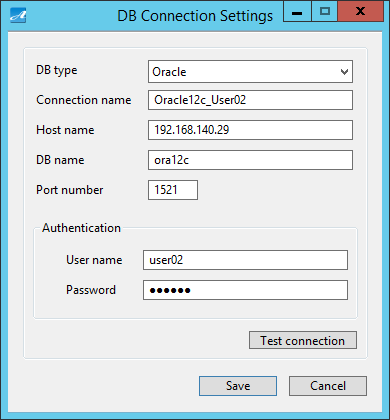 DB Connection Settings
DB type Oracle
Connection name Oracle12c_User02
Host name 192.168.140.29
DB name ora12c
Port number 1521
Authentication
User name user02
Password ●●●●●●
Test connection
Save Cancel